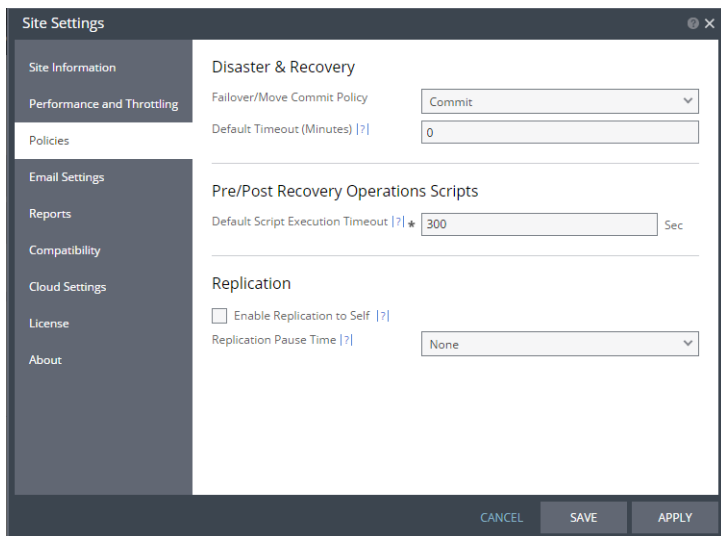 Site Settings
Site Information
Performance and Throttling
Policies
Email Settings
Reports
Compatibility
Cloud Settings
License
About
Disaster & Recovery
Failover/Move Commit Policy
Commit
Default Timeout (Minutes) |?|
0
Pre/Post Recovery Operations Scripts
Default Script Execution Timeout |?| * 300 Sec
Replication
Enable Replication to Self |?|
Replication Pause Time |?|
None
CANCEL SAVE APPLY